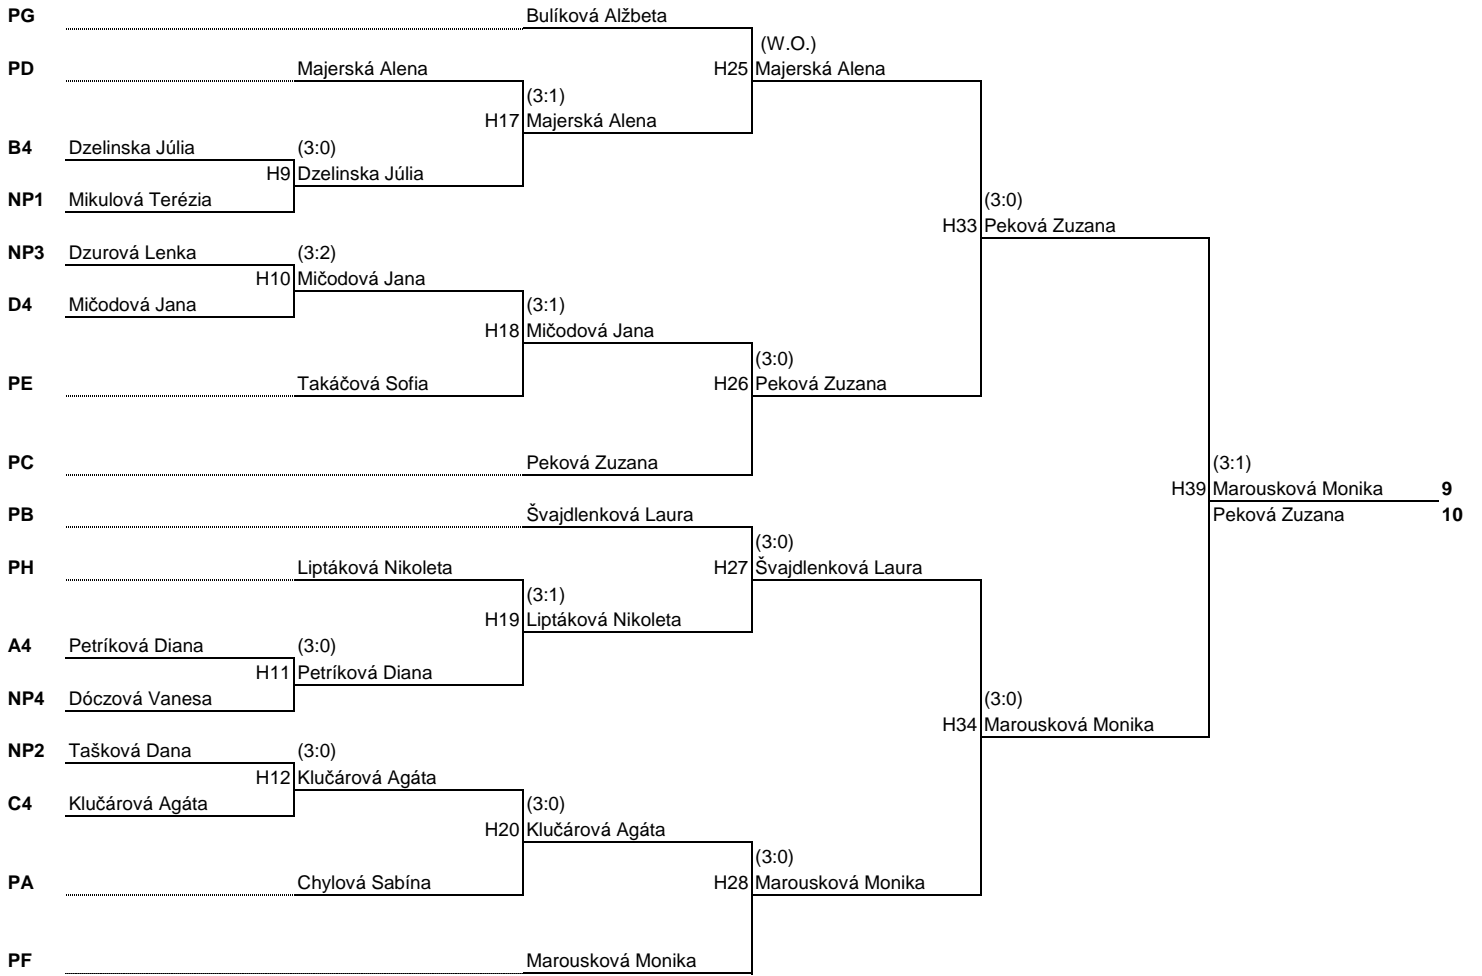 PG Bulíková Alžbeta
(W.O.)
PD Majerská Alena H25 Majerská Alena
(3:1)
H17 Majerská Alena
B4 Dzelinska Júlia (3:0)
H9 Dzelinska Júlia
NP1 Mikulová Terézia (3:0)
H33 Peková Zuzana
NP3 Dzurová Lenka (3:2)
H10 Mičodová Jana
D4 Mičodová Jana (3:1)
H18 Mičodová Jana
(3:0)
PE Takáčová Sofia H26 Peková Zuzana
PC Peková Zuzana (3:1)
H39 Marousková Monika 9
PB Švajdlenková Laura Peková Zuzana 10
(3:0)
PH Liptáková Nikoleta H27 Švajdlenková Laura
(3:1)
H19 Liptáková Nikoleta
A4 Petríková Diana (3:0)
H11 Petríková Diana
NP4 Dóczová Vanesa (3:0)
H34 Marousková Monika
NP2 Tašková Dana (3:0)
H12 Klučárová Agáta
C4 Klučárová Agáta (3:0)
H20 Klučárová Agáta
(3:0)
PA Chylová Sabína H28 Marousková Monika
PF Marousková Monika